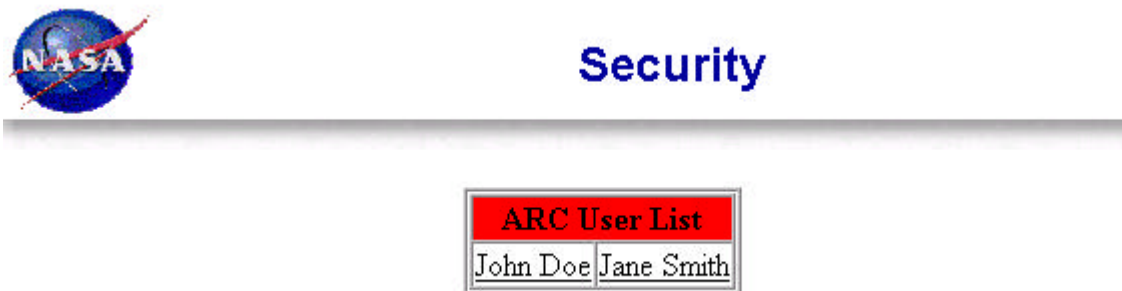 NASA
Security
ARC User List
John Doe Jane Smith